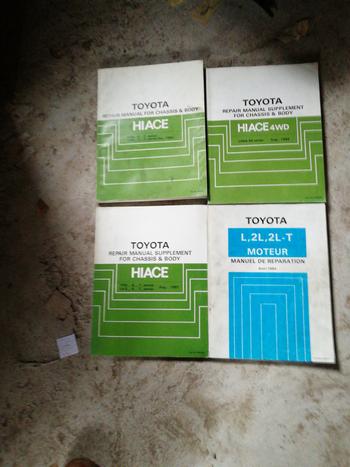 TOYOTA
REPAIR MANUAL FOR CHASSIS & BODY
HIACE
TOYOTA
REPAIR MANUAL SUPPLEMENT
FOR CHASSIS & BODY
HIACE 4WD
TOYOTA
REPAIR MANUAL SUPPLEMENT
FOR CHASSIS & BODY
HIACE
TOYOTA
L,2L,2L-T
MOTEUR
MANUEL DE REPARATION